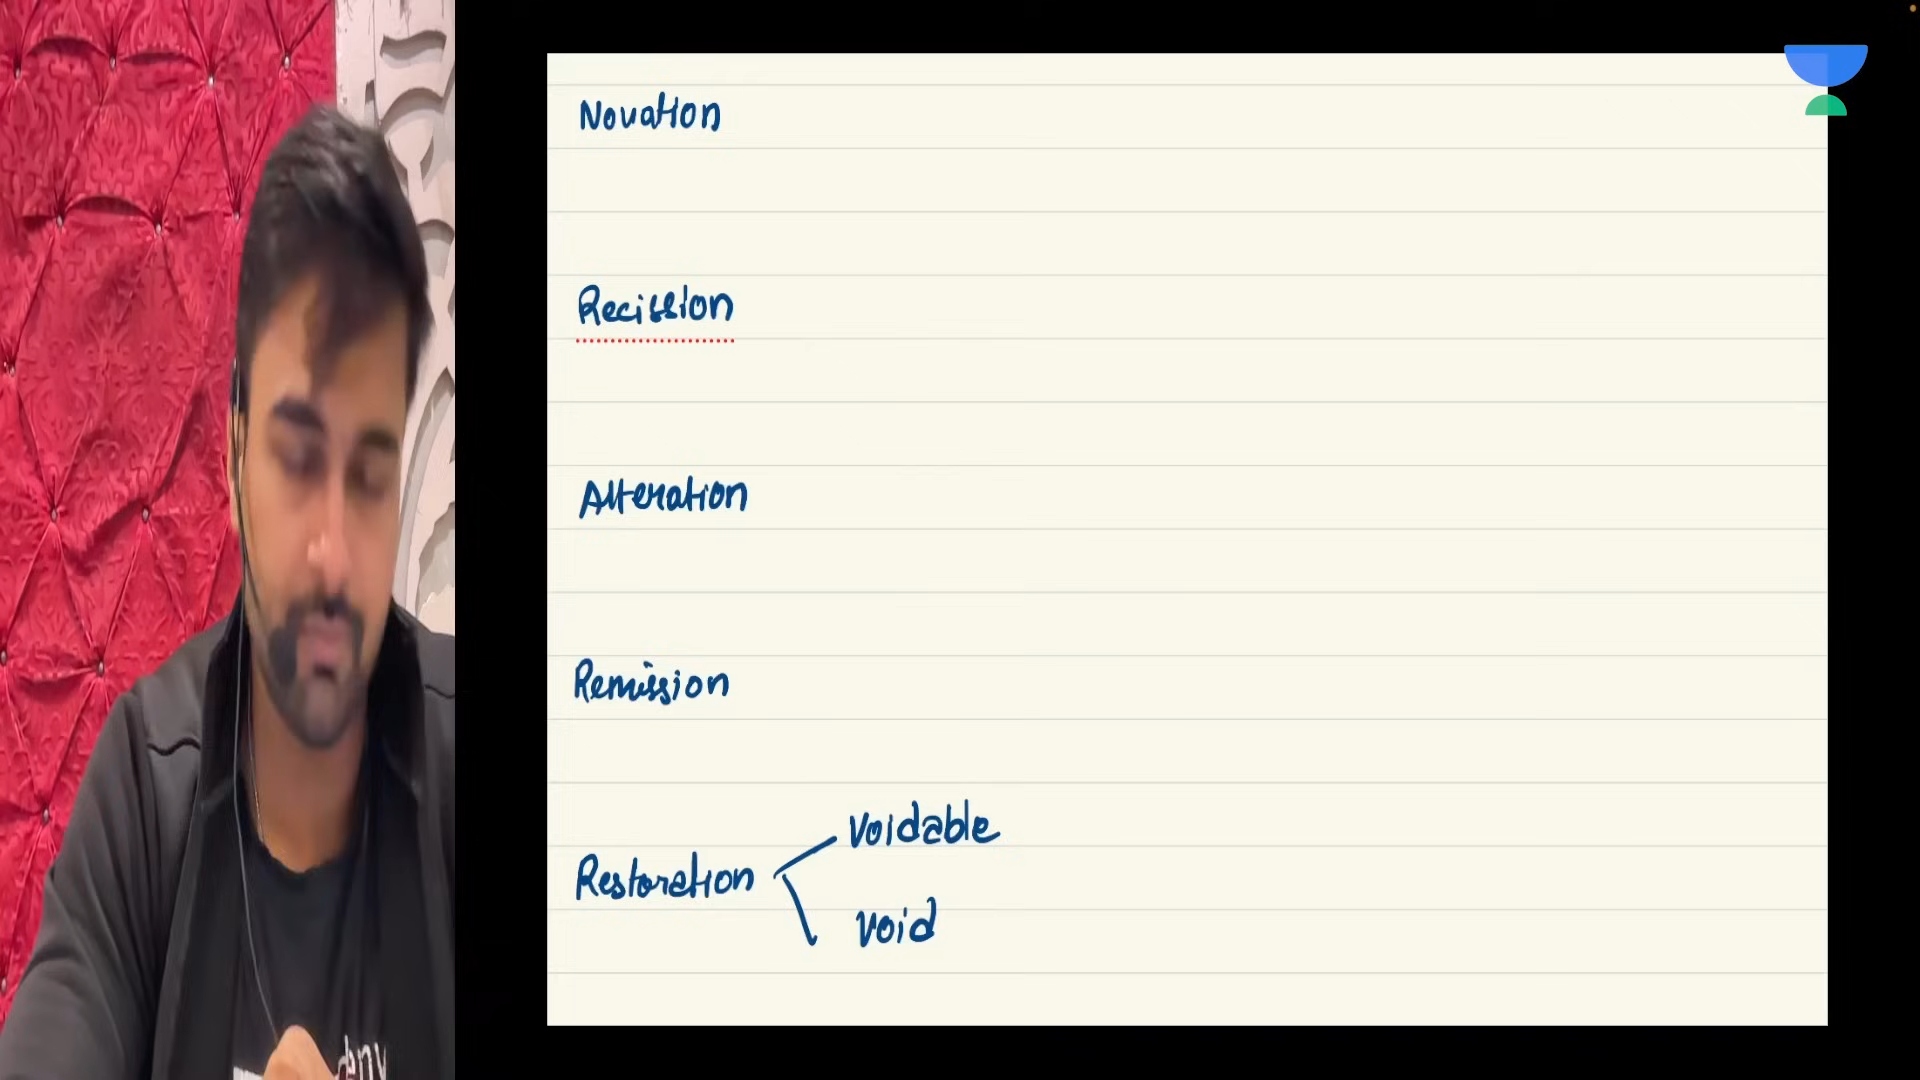 Novation
Recission
Alteration
Remission
Voidable
Restoration
Void